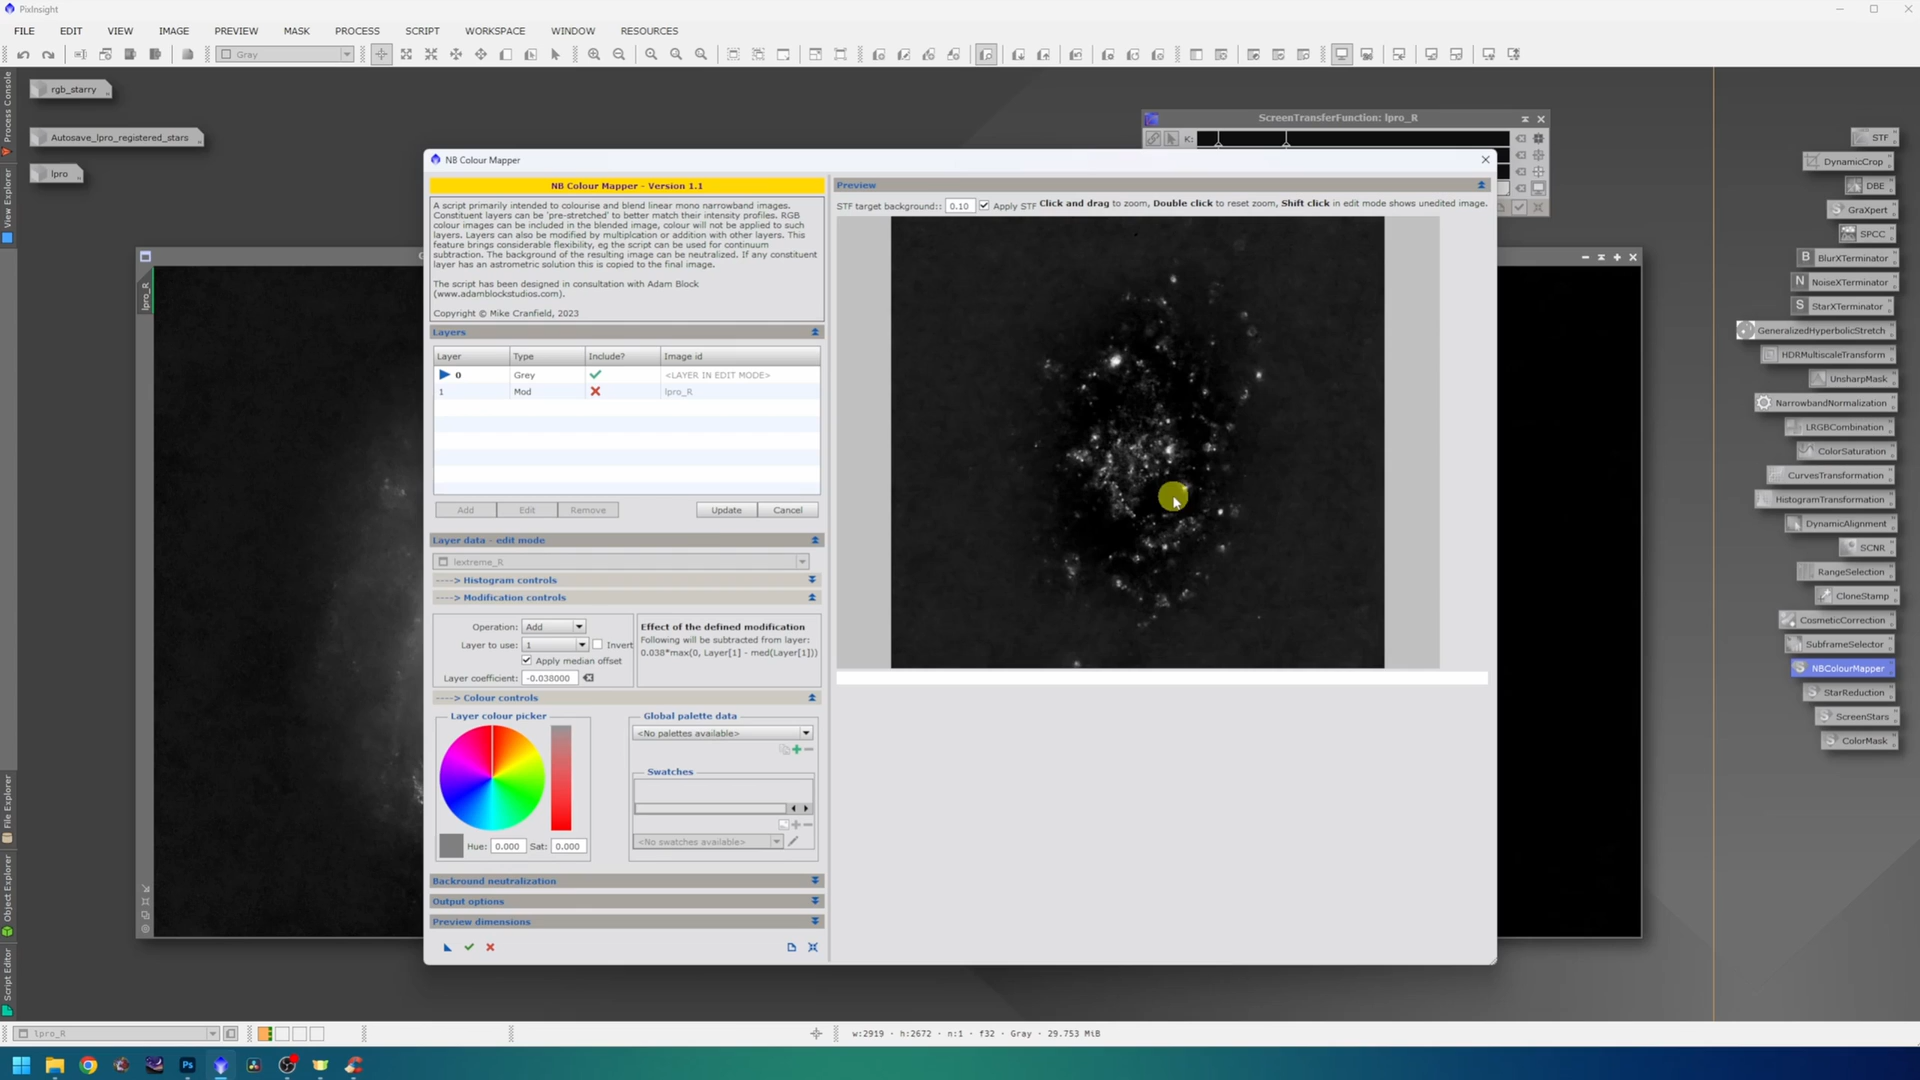 PixInsight
FILE EDIT VIEW IMAGE PREVIEW MASK PROCESS SCRIPT WORKSPACE WINDOW RESOURCES
Gray
Process Console
View Explorer
File Explorer
Object Explorer
Script Editor
rgb_starry
Autosave_lpro_registered_stars
lpro
lpro_R
ScreenTransferFunction: lpro_R
K:
NB Colour Mapper
NB Colour Mapper - Version 1.1
A script primarily intended to colourise and blend linear mono narrowband images.
Constituent layers can be 'pre-stretched' to better match their intensity profiles. RGB
colour images can be included in the blended image, colour will not be applied to such
layers. Layers can also be modified by multiplcation or addition with other layers. This
feature brings considerable flexibility, eg the script can be used for continuum
subtraction. The background of the resulting image can be neutralized. If any constituent
layer has an astrometric solution this is copied to the final image.
The script has been designed in consultation with Adam Block
(www.adamblockstudios.com).
Copyright © Mike Cranfield, 2023
Layers
Layer Type Include? Image id
0 Grey <LAYER IN EDIT MODE>
1 Mod lpro_R
Add Edit Remove Update Cancel
Layer data - edit mode
lextreme_R
----> Histogram controls
----> Modification controls
Operation: Add
Layer to use: 1 Invert
Apply median offset
Layer coefficient: -0.038000
Effect of the defined modification
Following will be subtracted from layer:
0.038*max(0, Layer[1] - med(Layer[1]))
----> Colour controls
Layer colour picker
Hue: 0.000 Sat: 0.000
Global palette data
<No palettes available>
Swatches
<No swatches available>
Backround neutralization
Output options
Preview dimensions
Preview
STF target background:: 0.10 Apply STF Click and drag to zoom, Double click to reset zoom, Shift click in edit mode shows unedited image.
STF
DynamicCrop
DBE
GraXpert
SPCC
B BlurXTerminator
N NoiseXTerminator
S StarXTerminator
GeneralizedHyperbolicStretch
HDRMultiscaleTransform
UnsharpMask
NarrowbandNormalization
LRGBCombination
ColorSaturation
CurvesTransformation
HistogramTransformation
DynamicAlignment
SCNR
RangeSelection
CloneStamp
CosmeticCorrection
SubframeSelector
S NBColourMapper
S StarReduction
S ScreenStars
S ColorMask
lpro_R
w:2919 · h:2672 · n:1 · f32 · Gray · 29.753 MiB
Ps